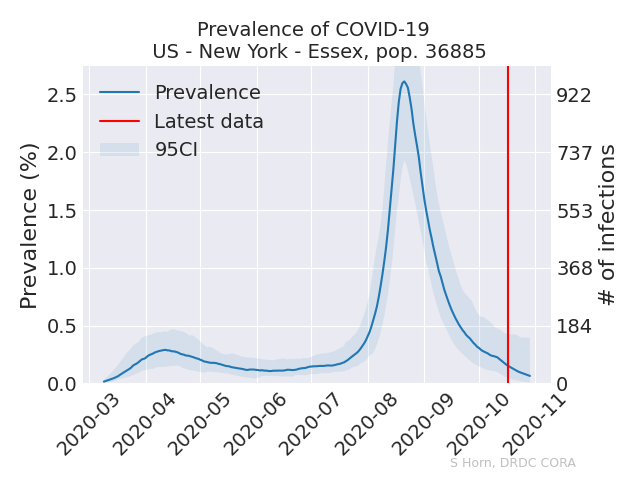 Prevalence of COVID-19
US - New York - Essex, pop. 36885
Prevalence
Latest data
95CI
Prevalence (%)
2.5
2.0
1.5
1.0
0.5
0.0
922
737
553
368
184
0
# of infections
2020-03
2020-04
2020-05
2020-06
2020-07
2020-08
2020-09
2020-10
2020-11
S Horn, DRDC CORA